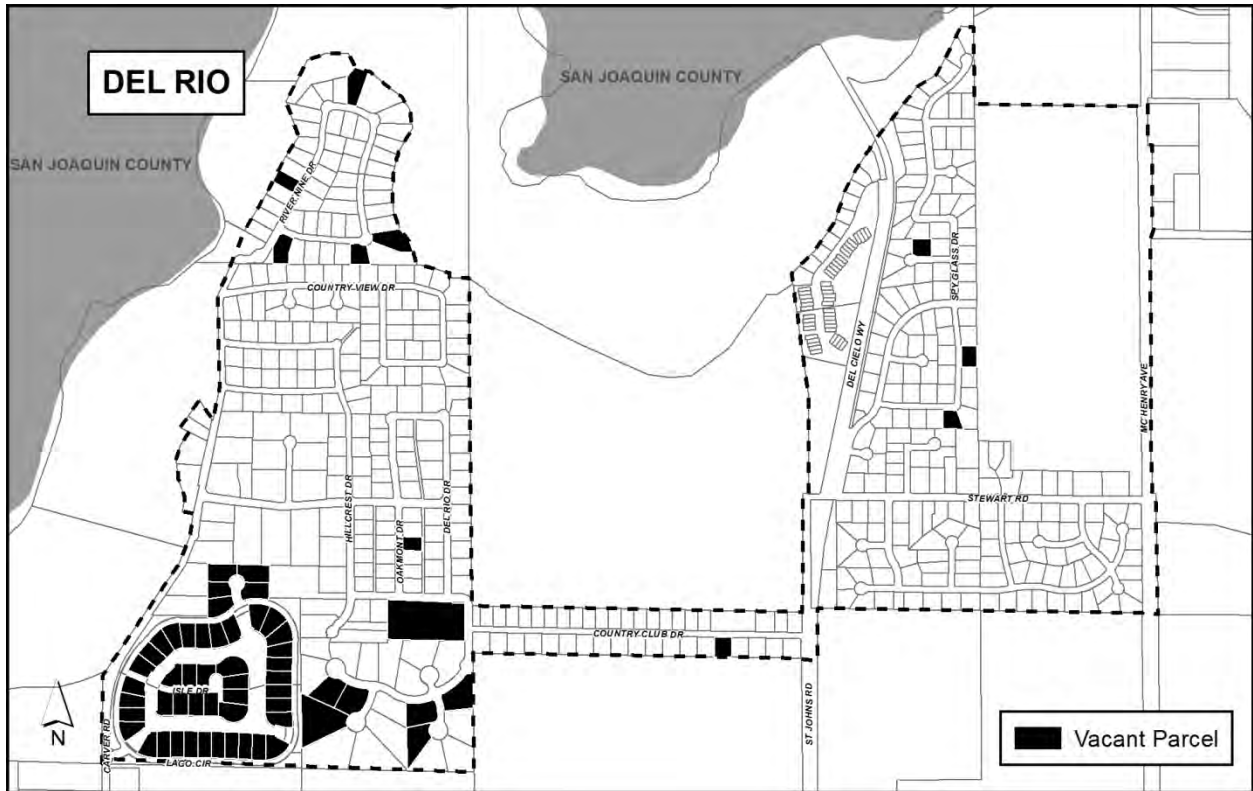 DEL RIO
SAN JOAQUIN COUNTY
SAN JOAQUIN COUNTY
RIVER NINE DR
COUNTRY VIEW DR
SPY GLASS DR
DEL CIELO WY
MC HENRY AVE
HILLCREST DR
DEL RIO DR
OAKMONT DR
STEWART RD
COUNTRY CLUB DR
ISLE DR
ST JOHNS RD
CARVER RD
LAGO CIR
N
Vacant Parcel